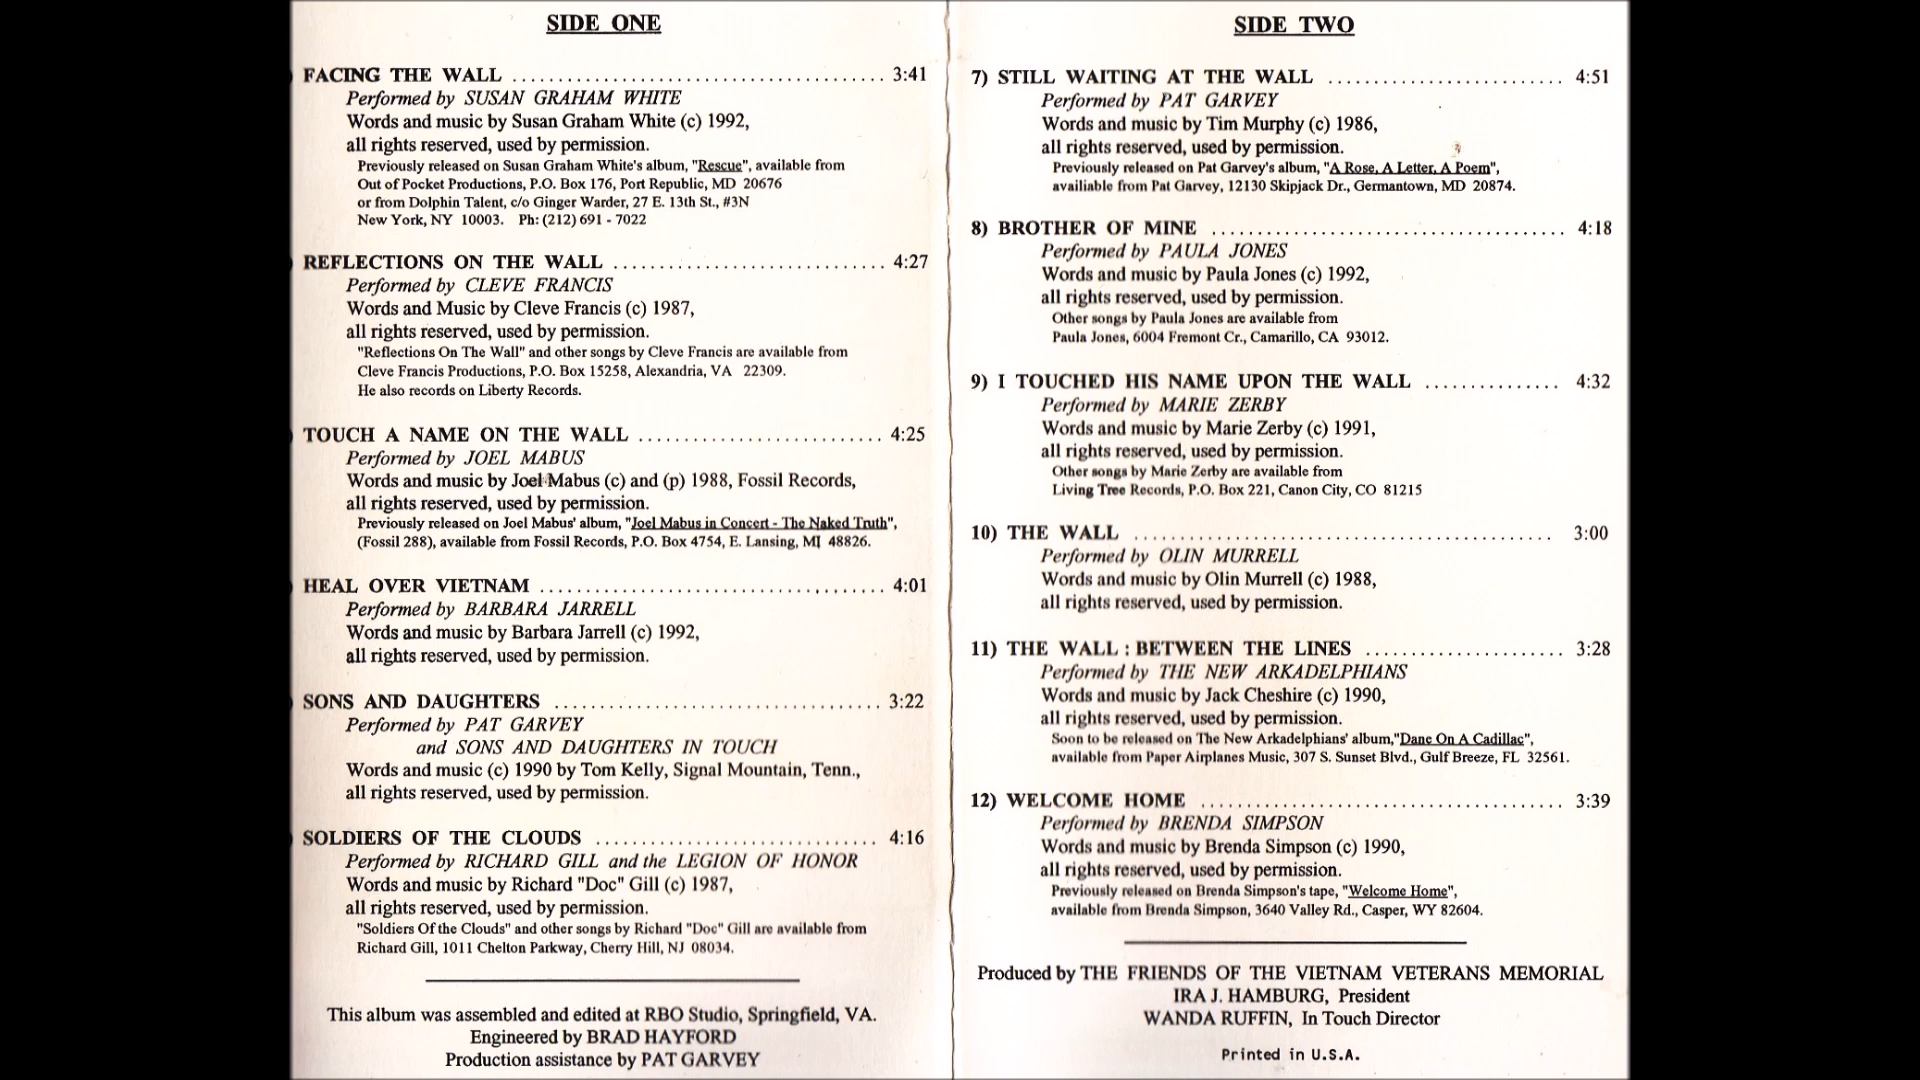 SIDE ONE
FACING THE WALL ........................................ 3:41
Performed by SUSAN GRAHAM WHITE
Words and music by Susan Graham White (c) 1992,
all rights reserved, used by permission.
Previously released on Susan Graham White's album, "Rescue", available from
Out of Pocket Productions, P.O. Box 176, Port Republic, MD 20676
or from Dolphin Talent, c/o Ginger Warder, 27 E. 13th St., #3N
New York, NY 10003. Ph: (212) 691 - 7022
REFLECTIONS ON THE WALL ............................. 4:27
Performed by CLEVE FRANCIS
Words and Music by Cleve Francis (c) 1987,
all rights reserved, used by permission.
"Reflections On The Wall" and other songs by Cleve Francis are available from
Cleve Francis Productions, P.O. Box 15258, Alexandria, VA 22309.
He also records on Liberty Records.
TOUCH A NAME ON THE WALL .......................... 4:25
Performed by JOEL MABUS
Words and music by Joel Mabus (c) and (p) 1988, Fossil Records,
all rights reserved, used by permission.
Previously released on Joel Mabus' album, "Joel Mabus in Concert - The Naked Truth",
(Fossil 288), available from Fossil Records, P.O. Box 4754, E. Lansing, MI 48826.
HEAL OVER VIETNAM ..................................... 4:01
Performed by BARBARA JARRELL
Words and music by Barbara Jarrell (c) 1992,
all rights reserved, used by permission.
SONS AND DAUGHTERS ................................... 3:22
Performed by PAT GARVEY
and SONS AND DAUGHTERS IN TOUCH
Words and music (c) 1990 by Tom Kelly, Signal Mountain, Tenn.,
all rights reserved, used by permission.
SOLDIERS OF THE CLOUDS .............................. 4:16
Performed by RICHARD GILL and the LEGION OF HONOR
Words and music by Richard "Doc" Gill (c) 1987,
all rights reserved, used by permission.
"Soldiers Of the Clouds" and other songs by Richard "Doc" Gill are available from
Richard Gill, 1011 Chelton Parkway, Cherry Hill, NJ 08034.
This album was assembled and edited at RBO Studio, Springfield, VA.
Engineered by BRAD HAYFORD
Production assistance by PAT GARVEY
SIDE TWO
7) STILL WAITING AT THE WALL ......................... 4:51
Performed by PAT GARVEY
Words and music by Tim Murphy (c) 1986,
all rights reserved, used by permission.
Previously released on Pat Garvey's album, "A Rose, A Letter, A Poem",
availiable from Pat Garvey, 12130 Skipjack Dr., Germantown, MD 20874.
8) BROTHER OF MINE ...................................... 4:18
Performed by PAULA JONES
Words and music by Paula Jones (c) 1992,
all rights reserved, used by permission.
Other songs by Paula Jones are available from
Paula Jones, 6004 Fremont Cr., Camarillo, CA 93012.
9) I TOUCHED HIS NAME UPON THE WALL ............... 4:32
Performed by MARIE ZERBY
Words and music by Marie Zerby (c) 1991,
all rights reserved, used by permission.
Other songs by Marie Zerby are available from
Living Tree Records, P.O. Box 221, Canon City, CO 81215
10) THE WALL ............................................. 3:00
Performed by OLIN MURRELL
Words and music by Olin Murrell (c) 1988,
all rights reserved, used by permission.
11) THE WALL : BETWEEN THE LINES ..................... 3:28
Performed by THE NEW ARKADELPHIANS
Words and music by Jack Cheshire (c) 1990,
all rights reserved, used by permission.
Soon to be released on The New Arkadelphians' album,"Dane On A Cadillac",
available from Paper Airplanes Music, 307 S. Sunset Blvd., Gulf Breeze, FL 32561.
12) WELCOME HOME ....................................... 3:39
Performed by BRENDA SIMPSON
Words and music by Brenda Simpson (c) 1990,
all rights reserved, used by permission.
Previously released on Brenda Simpson's tape, "Welcome Home",
available from Brenda Simpson, 3640 Valley Rd., Casper, WY 82604.
Produced by THE FRIENDS OF THE VIETNAM VETERANS MEMORIAL
IRA J. HAMBURG, President
WANDA RUFFIN, In Touch Director
Printed in U.S.A.